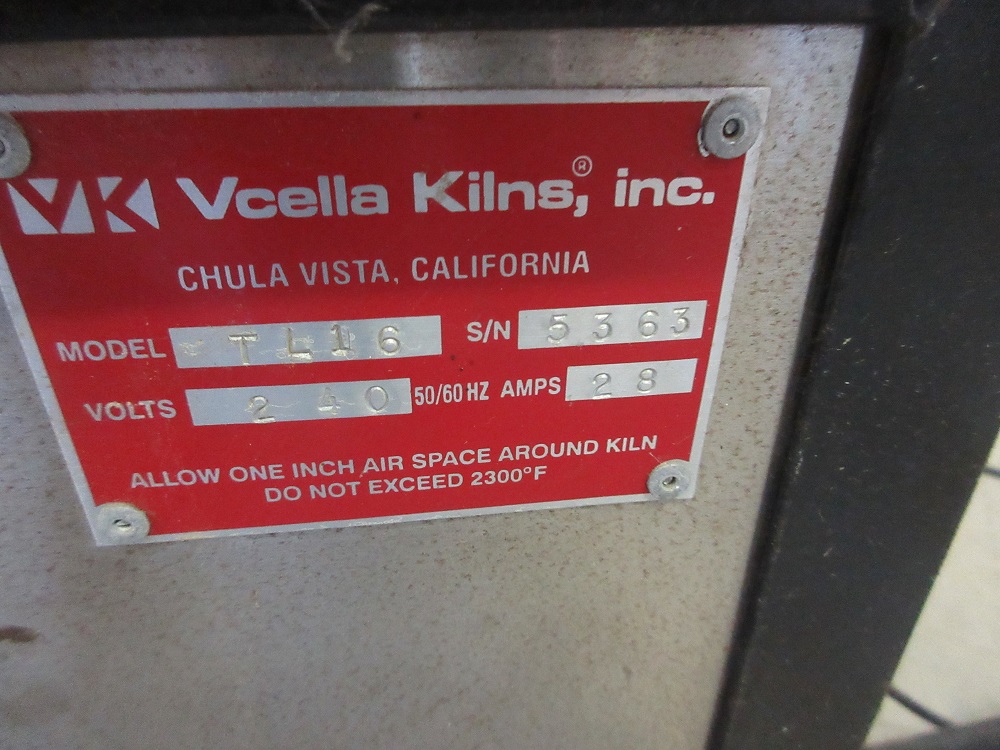 VK Vcella Kilns,® inc.
CHULA VISTA, CALIFORNIA
MODEL TL16 S/N 5363
VOLTS 240 50/60 HZ AMPS 28
ALLOW ONE INCH AIR SPACE AROUND KILN
DO NOT EXCEED 2300°F